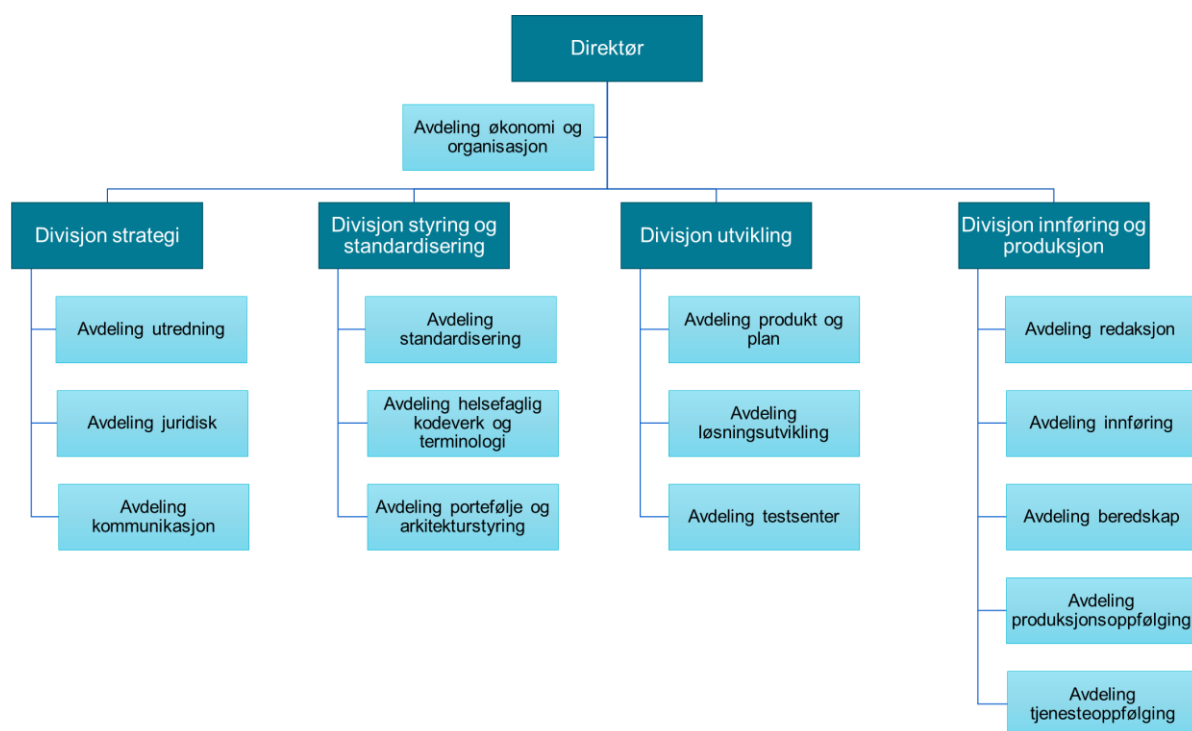 Direktør
Avdeling økonomi og
organisasjon
Divisjon strategi
Avdeling utredning
Avdeling juridisk
Avdeling
kommunikasjon
Divisjon styring og
standardisering
Avdeling
standardisering
Avdeling helsefaglig
kodeverk og
terminologi
Avdeling portefølje og
arkitekturstyring
Divisjon utvikling
Avdeling produkt og
plan
Avdeling
løsningsutvikling
Avdeling testsenter
Divisjon innføring og
produksjon
Avdeling redaksjon
Avdeling innføring
Avdeling beredskap
Avdeling
produksjonsoppfølging
Avdeling
tjenesteoppfølging